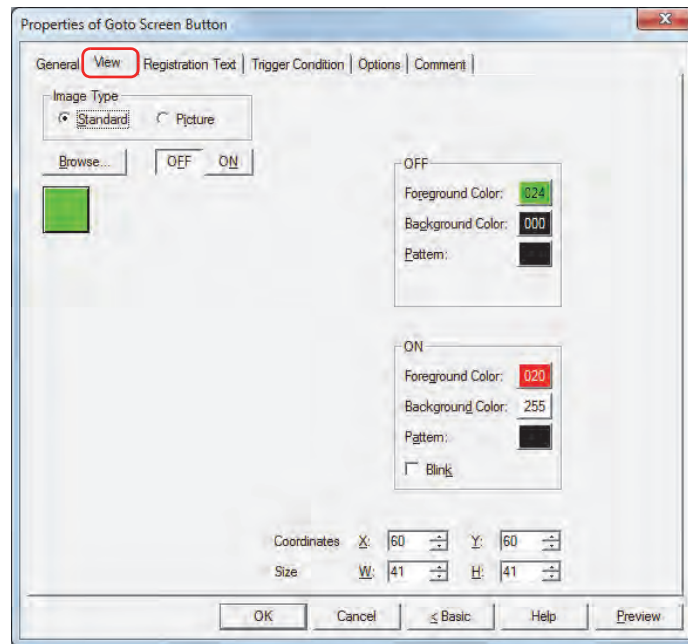 Properties of Goto Screen Button
General View Registration Text Trigger Condition Options Comment
Image Type
Standard Picture
Browse... OFF ON
OFF
Foreground Color: 024
Background Color: 000
Pattern:
ON
Foreground Color: 020
Background Color: 255
Pattern:
Blink
Coordinates X: 60 Y: 60
Size W: 41 H: 41
OK Cancel < Basic Help Preview